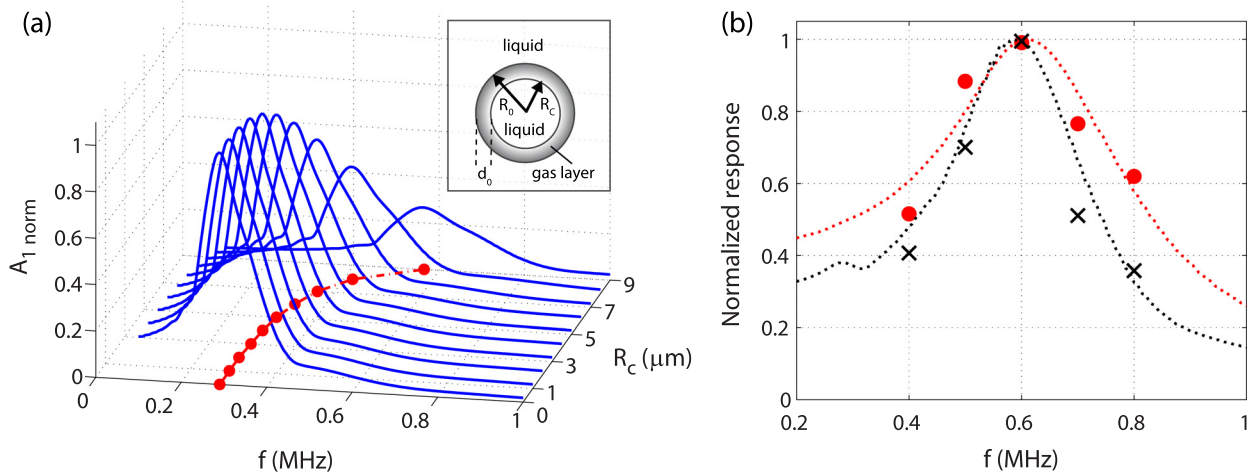 (a)
liquid
R0
RC
liquid
d0
gas layer
A1 norm
1
0.8
0.6
0.4
0.2
0
0
0.2
0.4
0.6
0.8
1
f (MHz)
0
1
3
5
7
9
Rc (μm)
(b)
Normalized response
1
0.8
0.6
0.4
0.2
0
0.2
0.4
0.6
0.8
1
f (MHz)